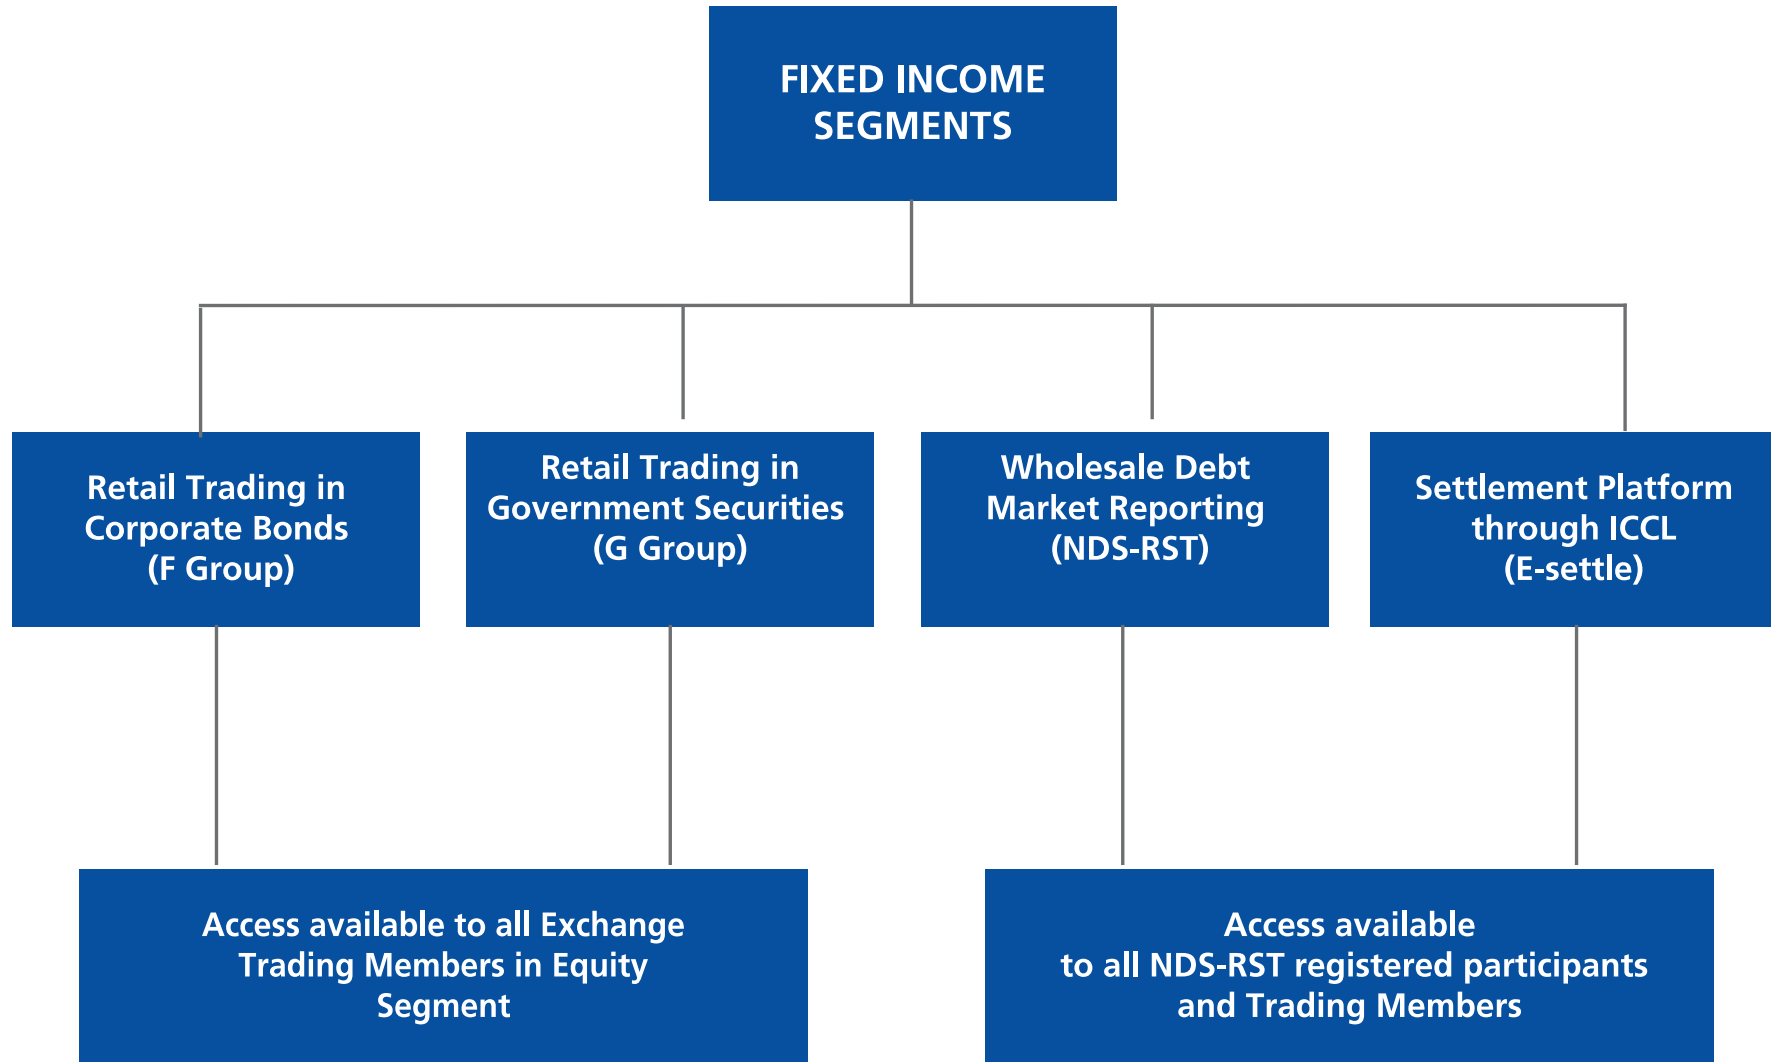 FIXED INCOME
SEGMENTS
Retail Trading in
Corporate Bonds
(F Group)
Retail Trading in
Government Securities
(G Group)
Wholesale Debt
Market Reporting
(NDS-RST)
Settlement Platform
through ICCL
(E-settle)
Access available to all Exchange
Trading Members in Equity
Segment
Access available
to all NDS-RST registered participants
and Trading Members